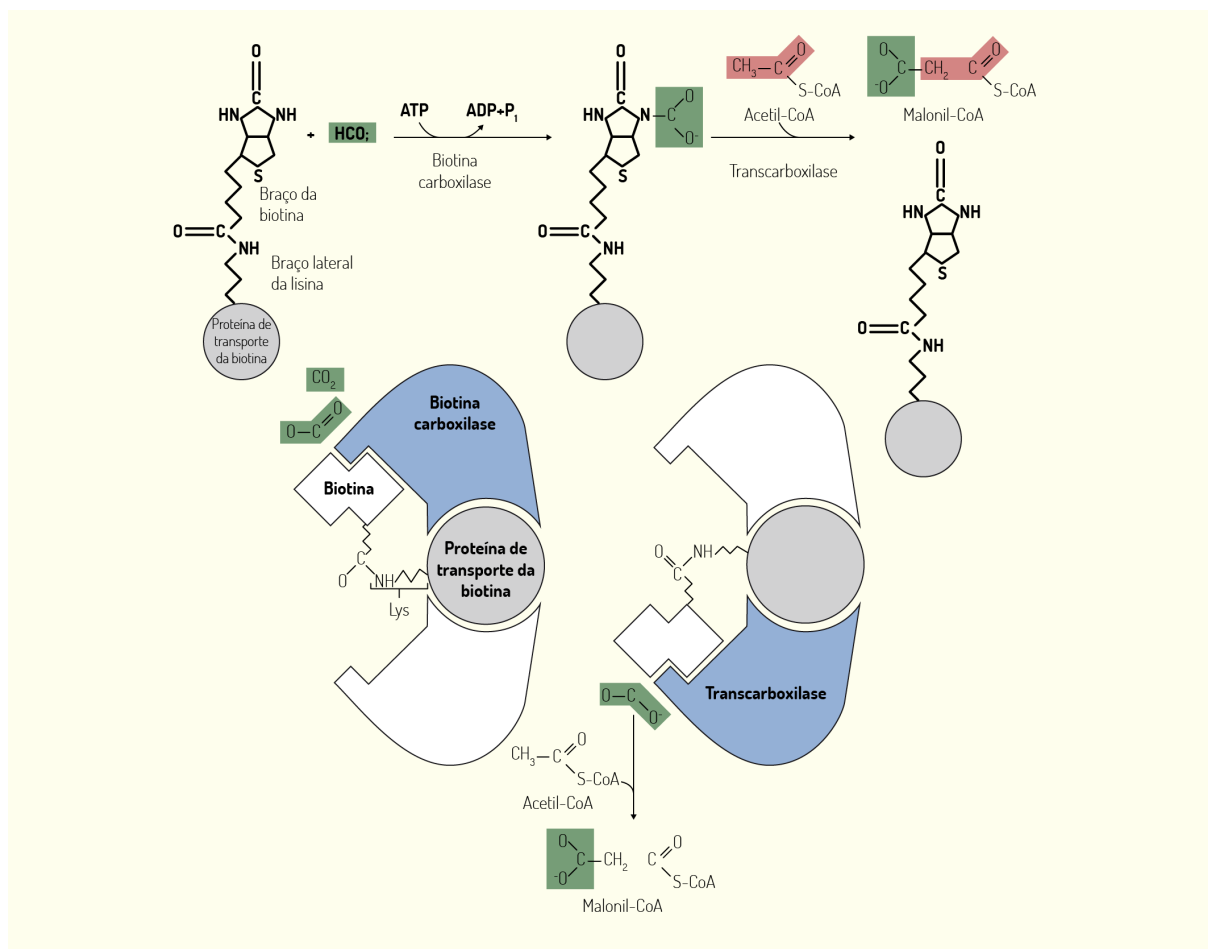 O
C
HN
NH
S
+
HCO;
ATP
ADP+P₁
Biotina
carboxilase
Braço da
biotina
O
C
NH
Braço lateral
da lisina
Proteína de
transporte
da biotina
O
C
HN
N
C
O
O⁻
S
O
C
NH
CH₃
C
O
S-CoA
Acetil-CoA
Transcarboxilase
O
⁻O
C
CH₂
C
O
S-CoA
Malonil-CoA
O
C
HN
NH
S
O
C
NH
CO₂
O
C
O
Biotina
carboxilase
Biotina
C
O
NH
Lys
Proteína de
transporte da
biotina
O
C
NH
Transcarboxilase
O
C
O⁻
CH₃
C
O
S-CoA
Acetil-CoA
O
⁻O
C
CH₂
C
O
S-CoA
Malonil-CoA